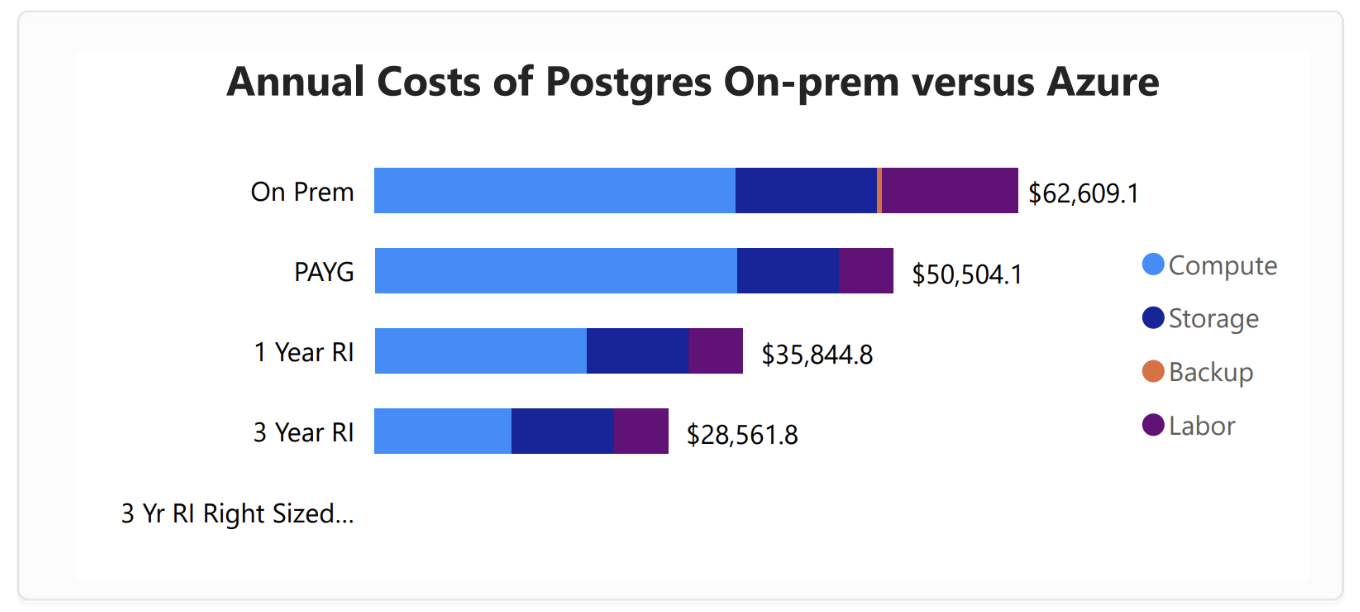 Annual Costs of Postgres On-prem versus Azure
On Prem
$62,609.1
PAYG
$50,504.1
1 Year RI
$35,844.8
3 Year RI
$28,561.8
3 Yr RI Right Sized...
Compute
Storage
Backup
Labor